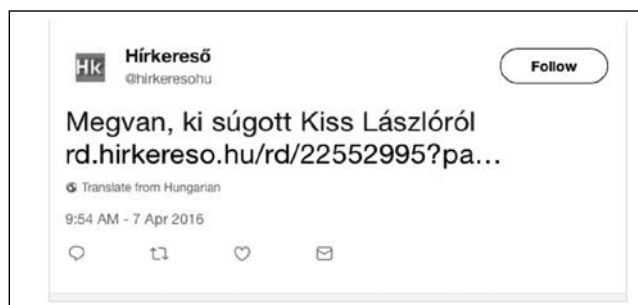 Hk
Hírkereső
@hirkeresohu
Follow
Megvan, ki súgott Kiss Lászlóról
rd.hirkereso.hu/rd/22552995?pa...
Translate from Hungarian
9:54 AM - 7 Apr 2016